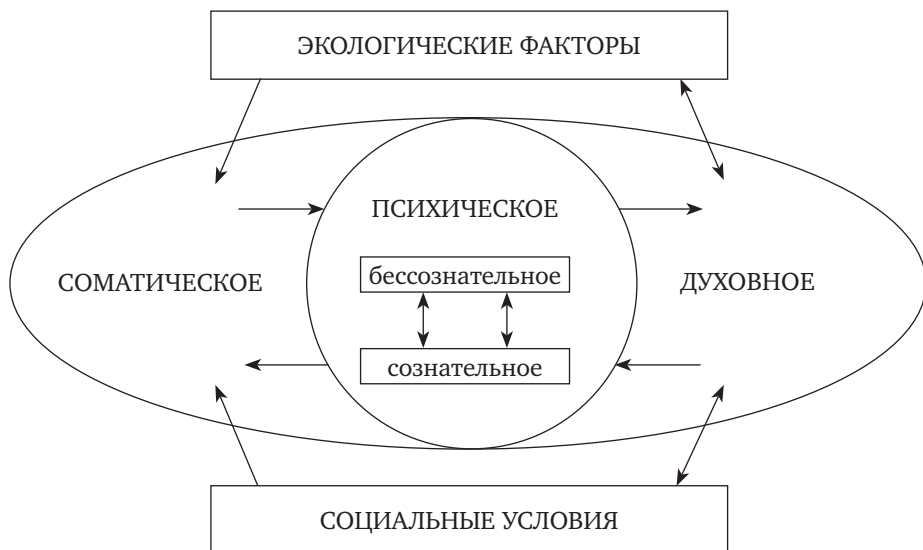 ЭКОЛОГИЧЕСКИЕ ФАКТОРЫ
ПСИХИЧЕСКОЕ
СОМАТИЧЕСКОЕ
бессознательное
ДУХОВНОЕ
сознательное
СОЦИАЛЬНЫЕ УСЛОВИЯ